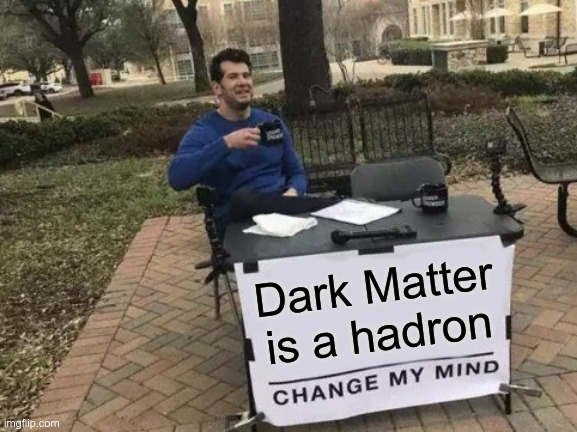 Dark Matter
is a hadron
CHANGE MY MIND
imgflip.com